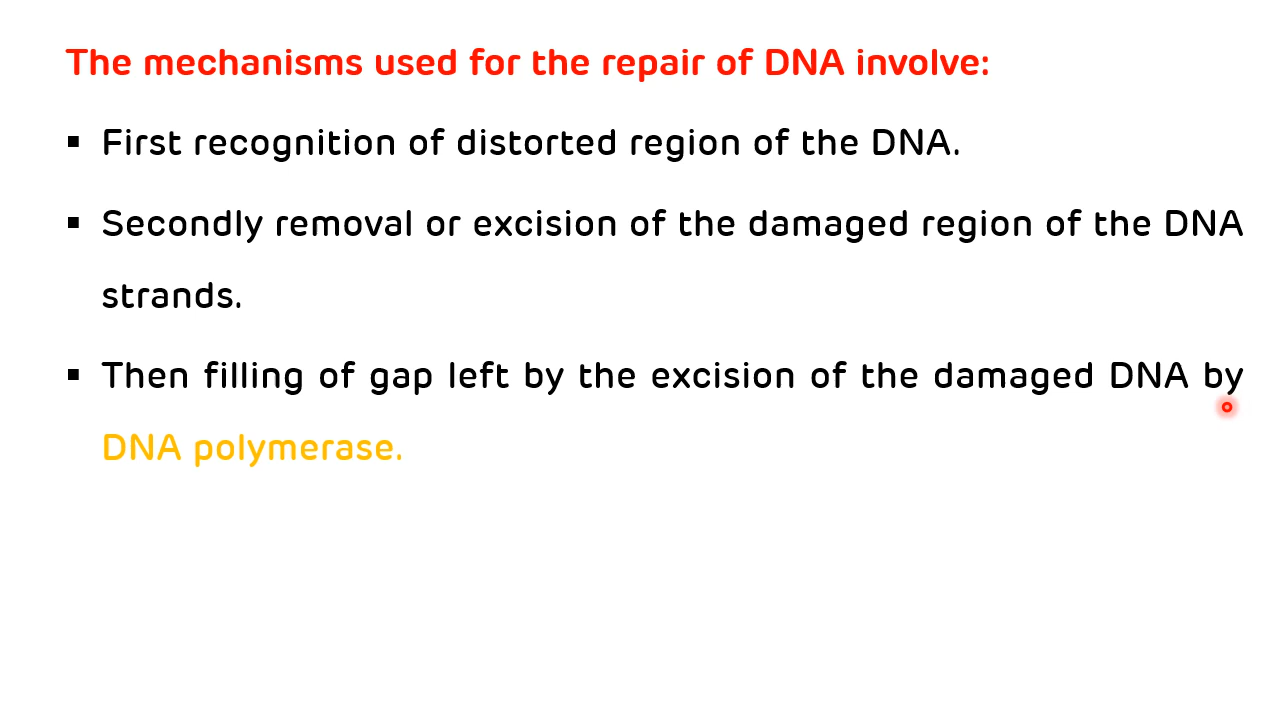 The mechanisms used for the repair of DNA involve:
▪ First recognition of distorted region of the DNA.
▪ Secondly removal or excision of the damaged region of the DNA
strands.
▪ Then filling of gap left by the excision of the damaged DNA by
DNA polymerase.